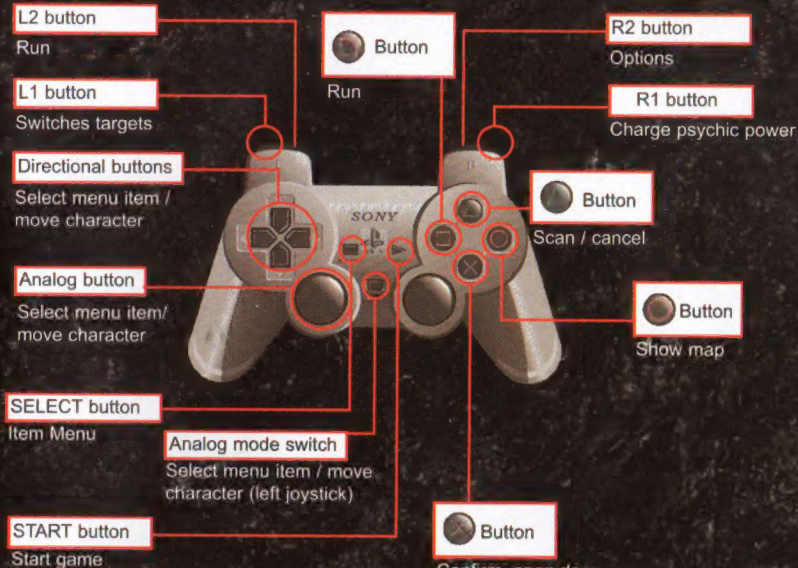 L2 button
Run
L1 button
Switches targets
Directional buttons
Select menu item /
move character
Analog button
Select menu item/
move character
SELECT button
Item Menu
Analog mode switch
Select menu item / move
character (left joystick)
START button
Start game
Button
Run
SONY
R2 button
Options
R1 button
Charge psychic power
Button
Scan / cancel
Button
Show map
Button